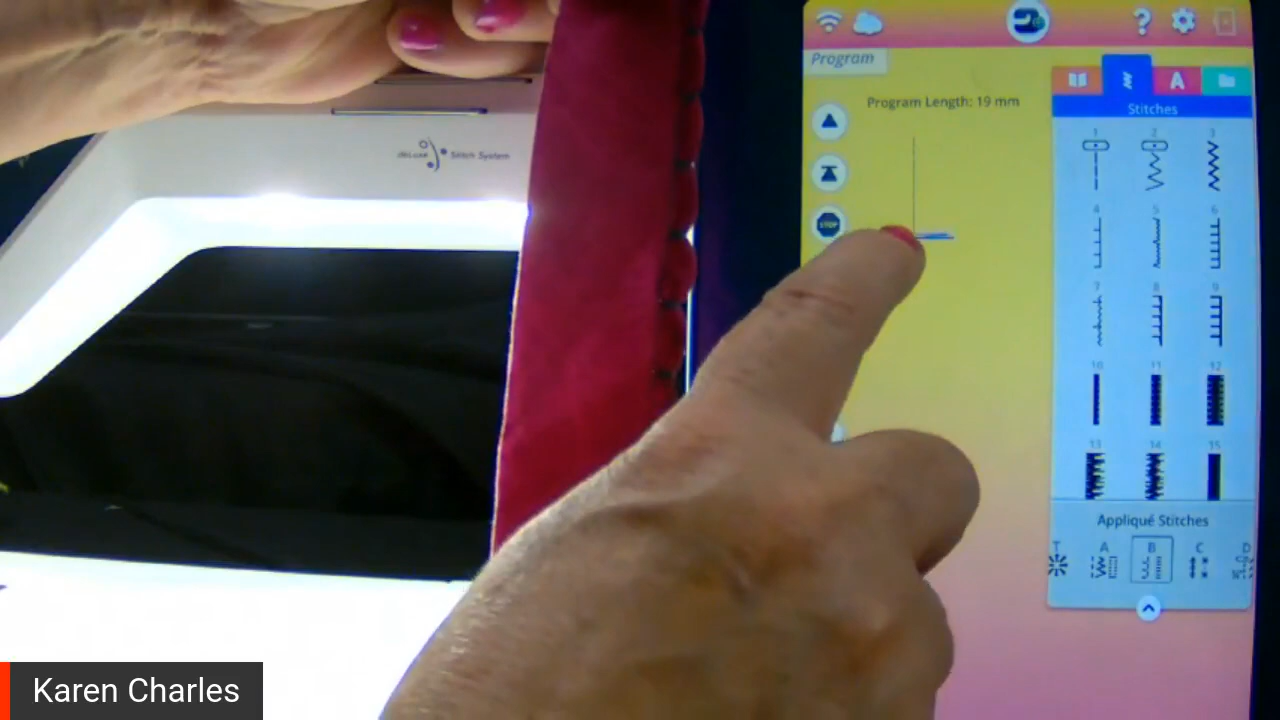 deLuxe Stitch System
Program
Program Length: 19 mm
STOP
?
A
Stitches
1 2 3
4 5 6
7 8 9
10 11 12
13 14 15
Appliqué Stitches
T A B C D
Karen Charles